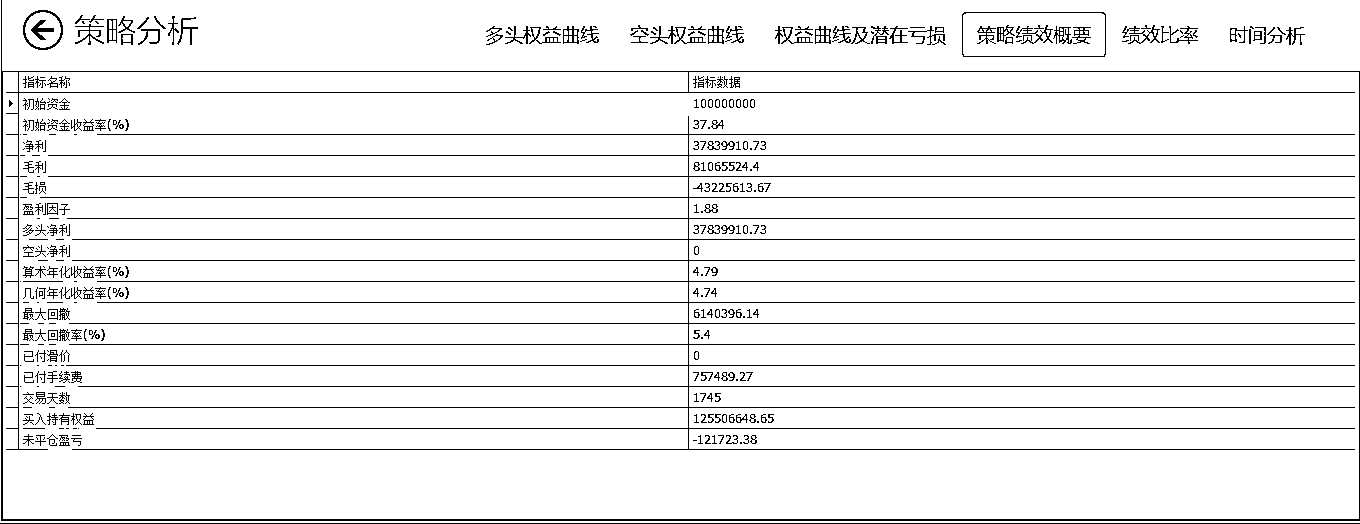 策略分析 多头权益曲线 空头权益曲线 权益曲线及潜在亏损 策略绩效概要 绩效比率 时间分析
指标名称 指标数据
初始资金 100000000
初始资金收益率(%) 37.84
净利 37839910.73
毛利 81065524.4
毛损 -43225613.67
盈利因子 1.88
多头净利 37839910.73
空头净利 0
算术年化收益率(%) 4.79
几何年化收益率(%) 4.74
最大回撤 6140396.14
最大回撤率(%) 5.4
已付滑价 0
已付手续费 757489.27
交易天数 1745
买入持有权益 125506648.65
未平仓盈亏 -121723.38